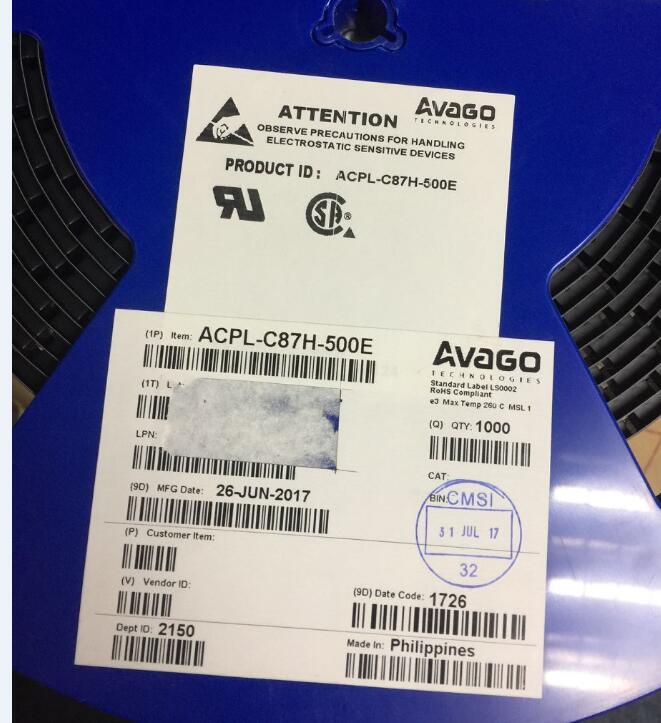 AVAGO
TECHNOLOGIES
ATTENTION
OBSERVE PRECAUTIONS FOR HANDLING
ELECTROSTATIC SENSITIVE DEVICES
PRODUCT ID: ACPL-C87H-500E
SA®
(1P) Item: ACPL-C87H-500E
AVAGO
TECHNOLOGIES
Standard Label LS0002
RoHS Compliant
e3 Max Temp 260 C MSL 1
(1T)
(Q) QTY: 1000
LPN:
CAT:
(9D) MFG Date: 26-JUN-2017
BIN:
CMSI
31 JUL 17
32
(P) Customer Item:
(V) Vendor ID:
(9D) Date Code: 1726
Dept ID: 2150
Made In: Philippines